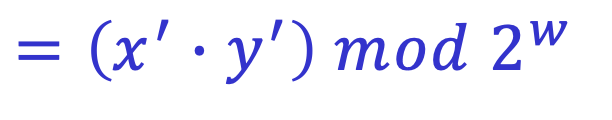 = (x′ · y′) mod 2^w